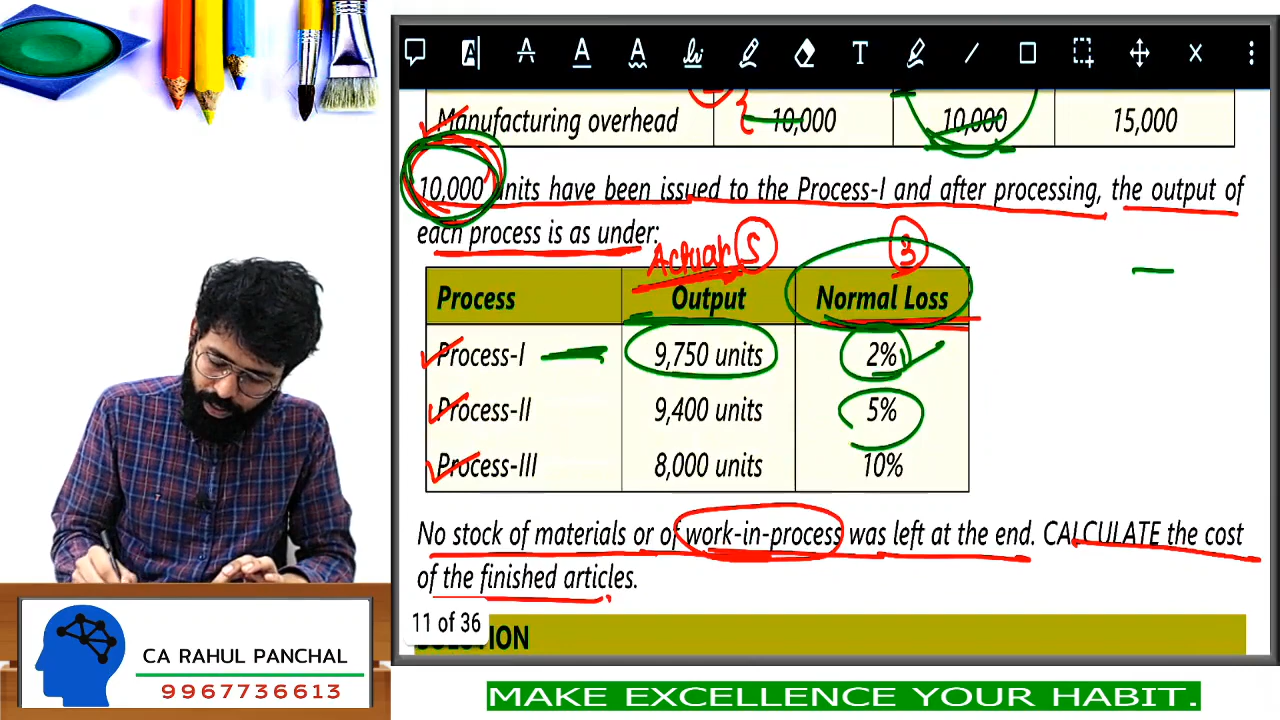 Manufacturing overhead 10,000 10,000 15,000
10,000 units have been issued to the Process-I and after processing, the output of
each process is as under:
Actual 5 3
Process Output Normal Loss
Process-I 9,750 units 2%
Process-II 9,400 units 5%
Process-III 8,000 units 10%
No stock of materials or of work-in-process was left at the end. CALCULATE the cost
of the finished articles.
11 of 36
CA RAHUL PANCHAL
9967736613
MAKE EXCELLENCE YOUR HABIT.